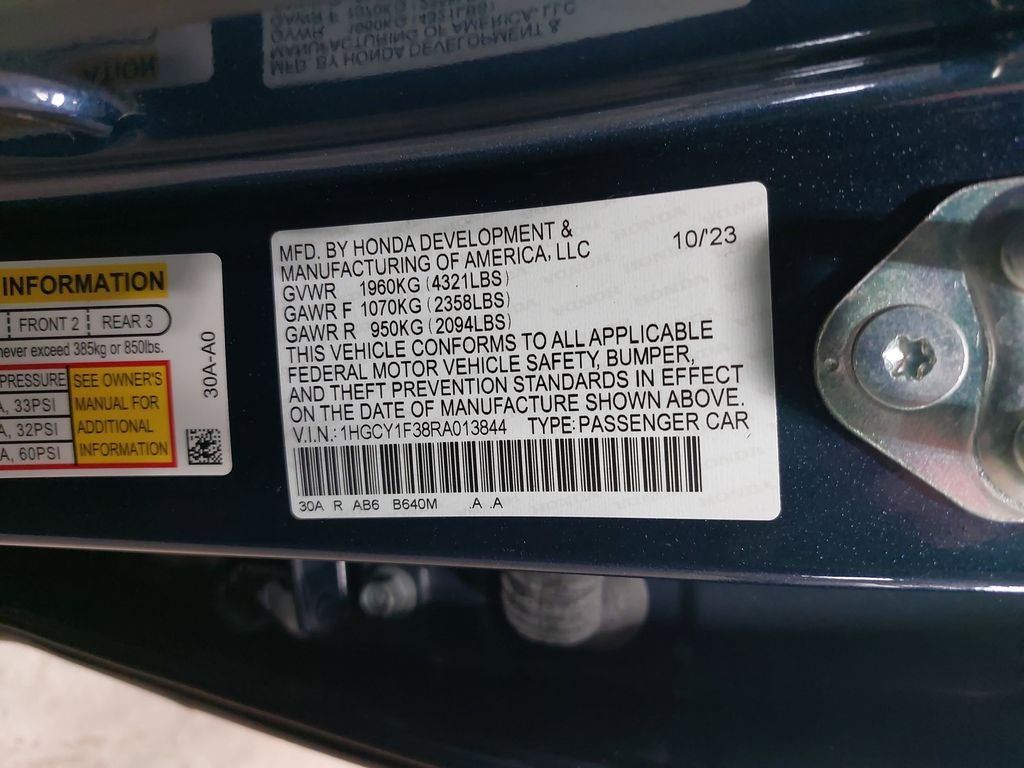 MFD. BY HONDA DEVELOPMENT &
MANUFACTURING OF AMERICA, LLC
10/'23
GVWR 1960KG (4321LBS)
GAWR F 1070KG (2358LBS)
GAWR R 950KG (2094LBS)
THIS VEHICLE CONFORMS TO ALL APPLICABLE
FEDERAL MOTOR VEHICLE SAFETY, BUMPER,
AND THEFT PREVENTION STANDARDS IN EFFECT
ON THE DATE OF MANUFACTURE SHOWN ABOVE.
V.I.N.: 1HGCY1F38RA013844 TYPE: PASSENGER CAR
30A R AB6 B640M .A .A
INFORMATION
FRONT 2 REAR 3
never exceed 385kg or 850lbs.
PRESSURE
A, 33PSI
A, 32PSI
A, 60PSI
SEE OWNER'S
MANUAL FOR
ADDITIONAL
INFORMATION
30A-A0